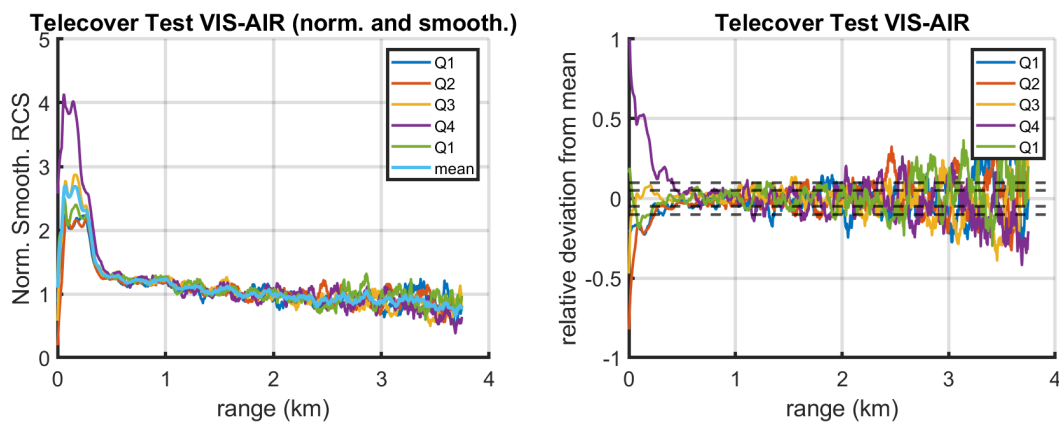 Telecover Test VIS-AIR (norm. and smooth.)
Norm. Smooth. RCS
5
4
3
2
1
0
0 1 2 3 4
range (km)
Q1
Q2
Q3
Q4
Q1
mean
Telecover Test VIS-AIR
relative deviation from mean
1
0.5
0
-0.5
-1
0 1 2 3 4
range (km)
Q1
Q2
Q3
Q4
Q1